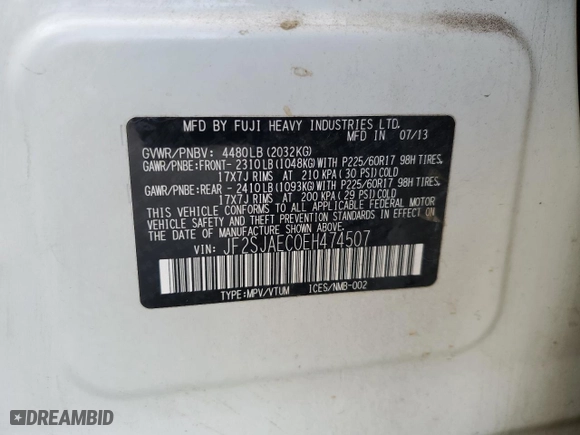 MFD BY FUJI HEAVY INDUSTRIES LTD.
MFD IN 07/13
GVWR/PNBV: 4480LB(2032KG)
GAWR/PNBE:FRONT-2310LB(1048KG)WITH P225/60R17 98H TIRES.
17X7J RIMS AT 210 KPA(30 PSI)COLD
GAWR/PNBE:REAR -2410LB(1093KG)WITH P225/60R17 98H TIRES.
17X7J RIMS AT 200 KPA(29 PSI)COLD
THIS VEHICLE CONFORMS TO ALL APPLICABLE FEDERAL MOTOR
VEHICLE SAFETY AND THEFT PREVENTION STANDARDS IN
EFFECT ON THE DATE OF MANUFACTURE SHOWN ABOVE.
VIN: JF2SJAEC0EH474507
TYPE:MPV/VTUM ICES/NMB-002
DREAMBID